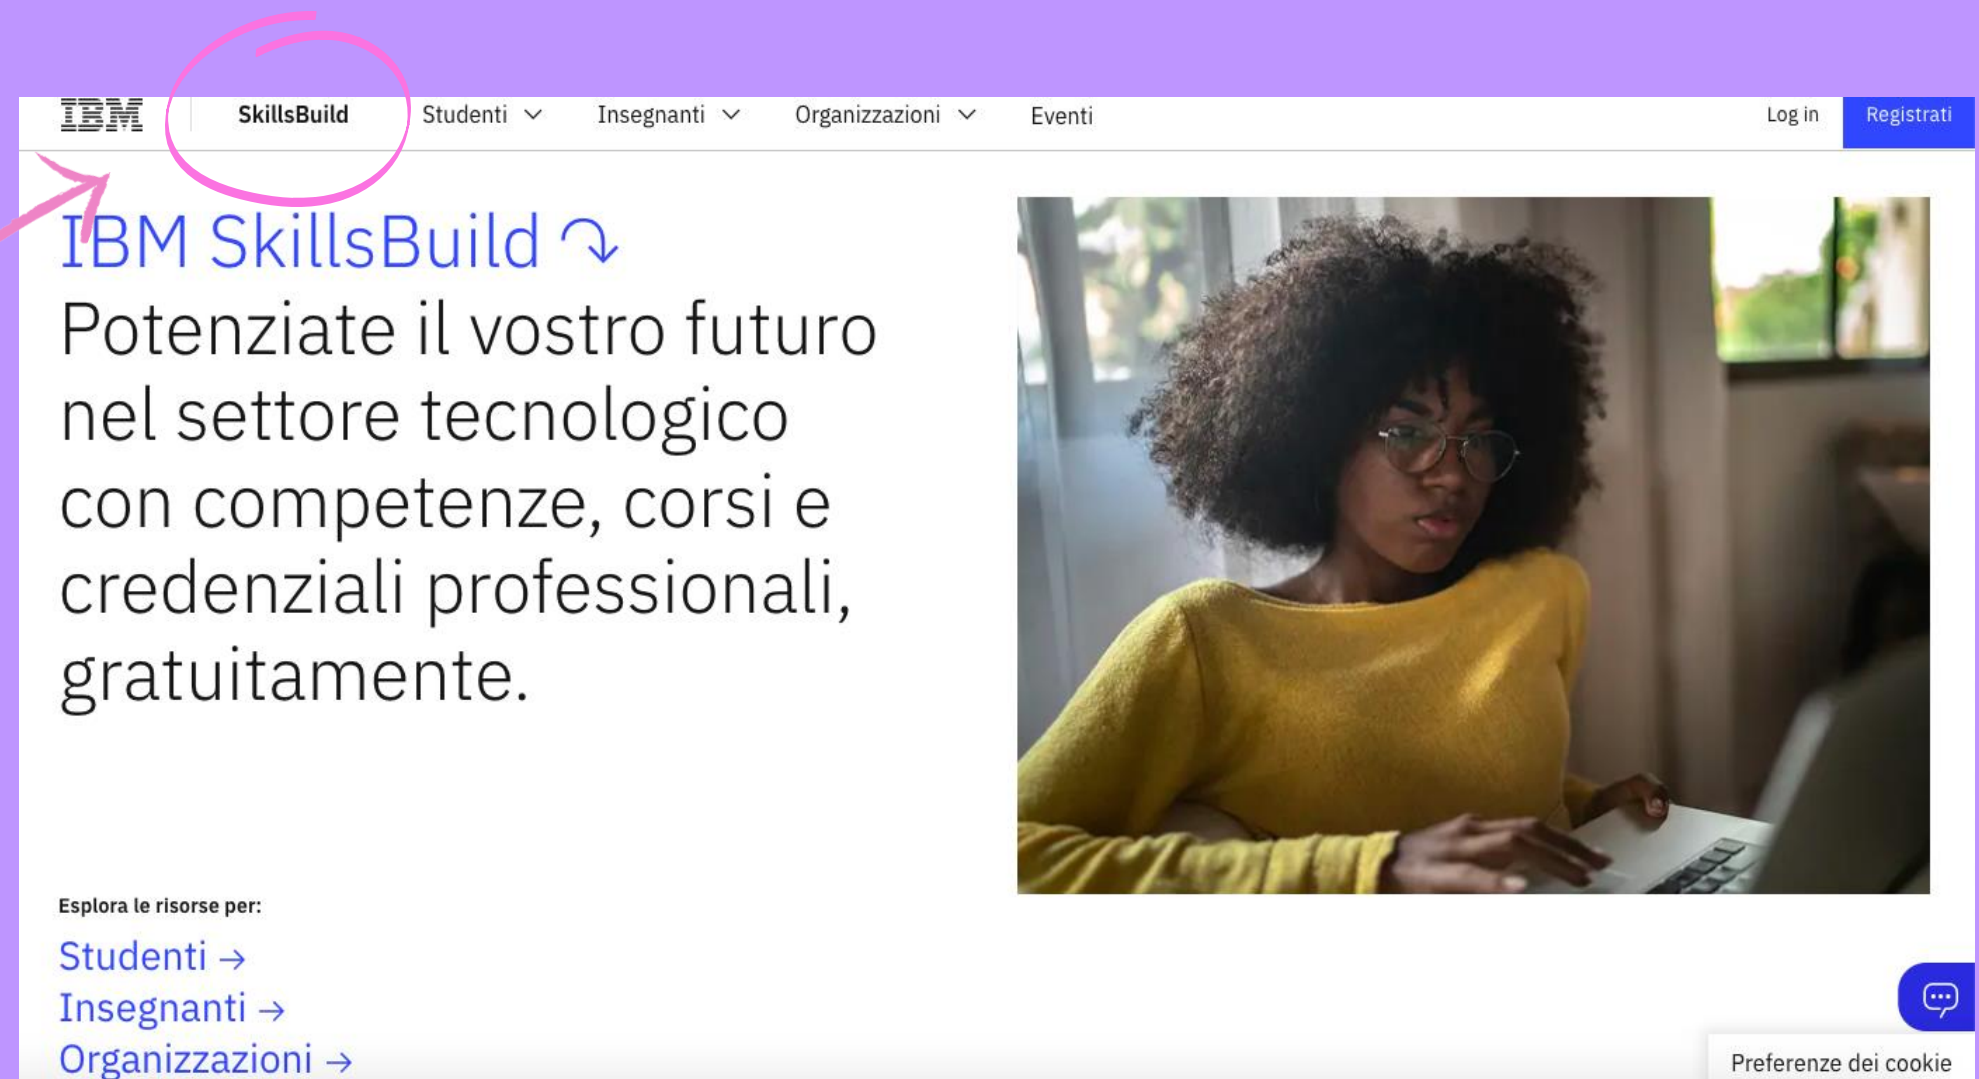 IBM SkillsBuild Studenti Insegnanti Organizzazioni Eventi Log in Registrati
IBM SkillsBuild
Potenziate il vostro futuro
nel settore tecnologico
con competenze, corsi e
credenziali professionali,
gratuitamente.
Esplora le risorse per:
Studenti →
Insegnanti →
Organizzazioni →
Preferenze dei cookie